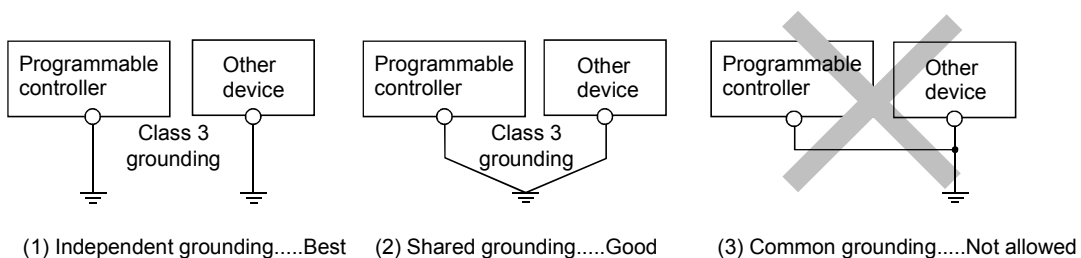 Programmable
controller
Other
device
Class 3
grounding
(1) Independent grounding.....Best
Programmable
controller
Other
device
Class 3
grounding
(2) Shared grounding.....Good
Programmable
controller
Other
device
(3) Common grounding.....Not allowed